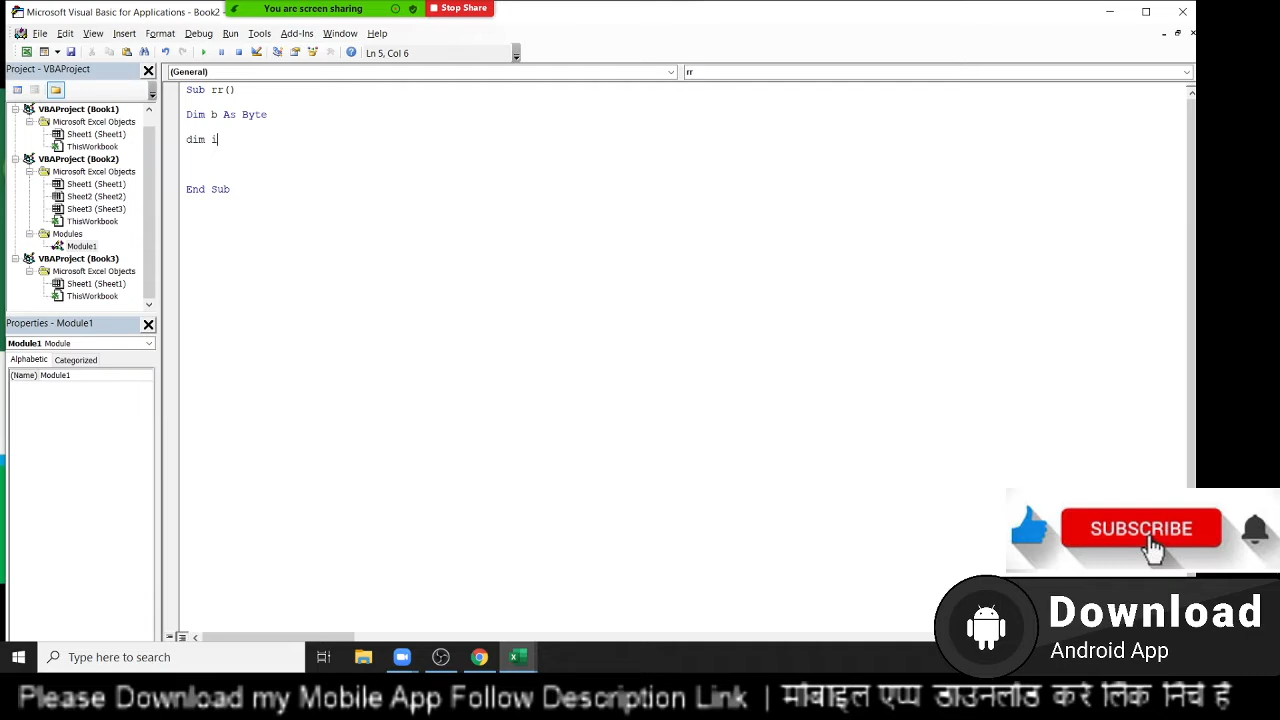 Microsoft Visual Basic for Applications - Book2 -
You are screen sharing
Stop Share
File Edit View Insert Format Debug Run Tools Add-Ins Window Help
Ln 5, Col 6
Project - VBAProject
(General)
rr
VBAProject (Book1)
Microsoft Excel Objects
Sheet1 (Sheet1)
ThisWorkbook
VBAProject (Book2)
Microsoft Excel Objects
Sheet1 (Sheet1)
Sheet2 (Sheet2)
Sheet3 (Sheet3)
ThisWorkbook
Modules
Module1
VBAProject (Book3)
Microsoft Excel Objects
Sheet1 (Sheet1)
ThisWorkbook
Properties - Module1
Module1 Module
Alphabetic Categorized
(Name) Module1
Sub rr()
Dim b As Byte
dim i
End Sub
SUBSCRIBE
Download
Android App
Type here to search
Please Download my Mobile App Follow Description Link | मोबाइल एप्प डाउनलोड करे लिंक निचे है